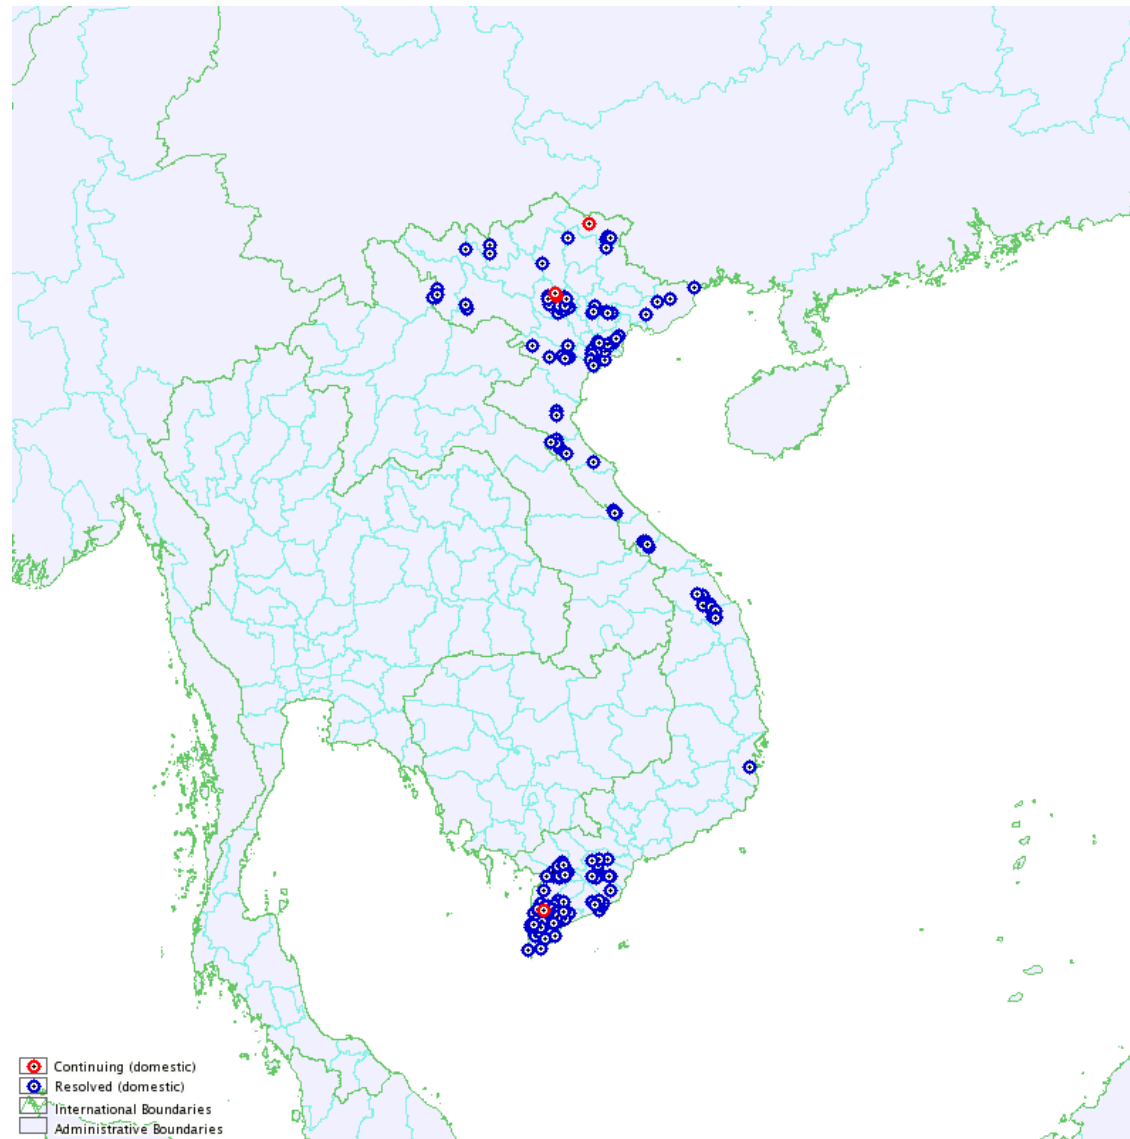 Continuing (domestic)
Resolved (domestic)
International Boundaries
Administrative Boundaries